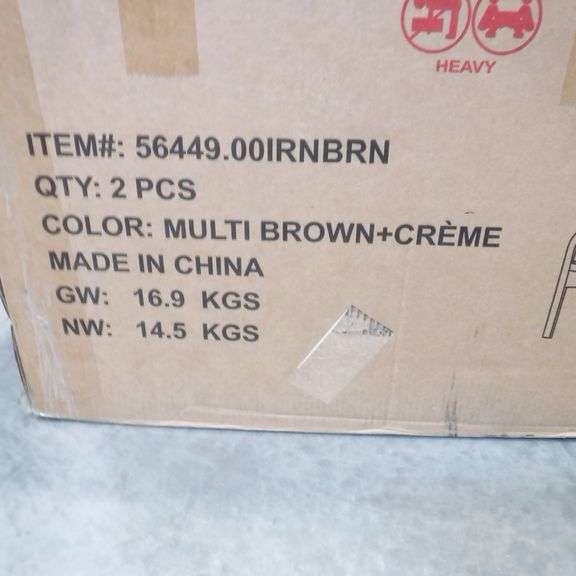 HEAVY
ITEM#: 56449.00IRNBRN
QTY: 2 PCS
COLOR: MULTI BROWN+CRÈME
MADE IN CHINA
GW: 16.9 KGS
NW: 14.5 KGS